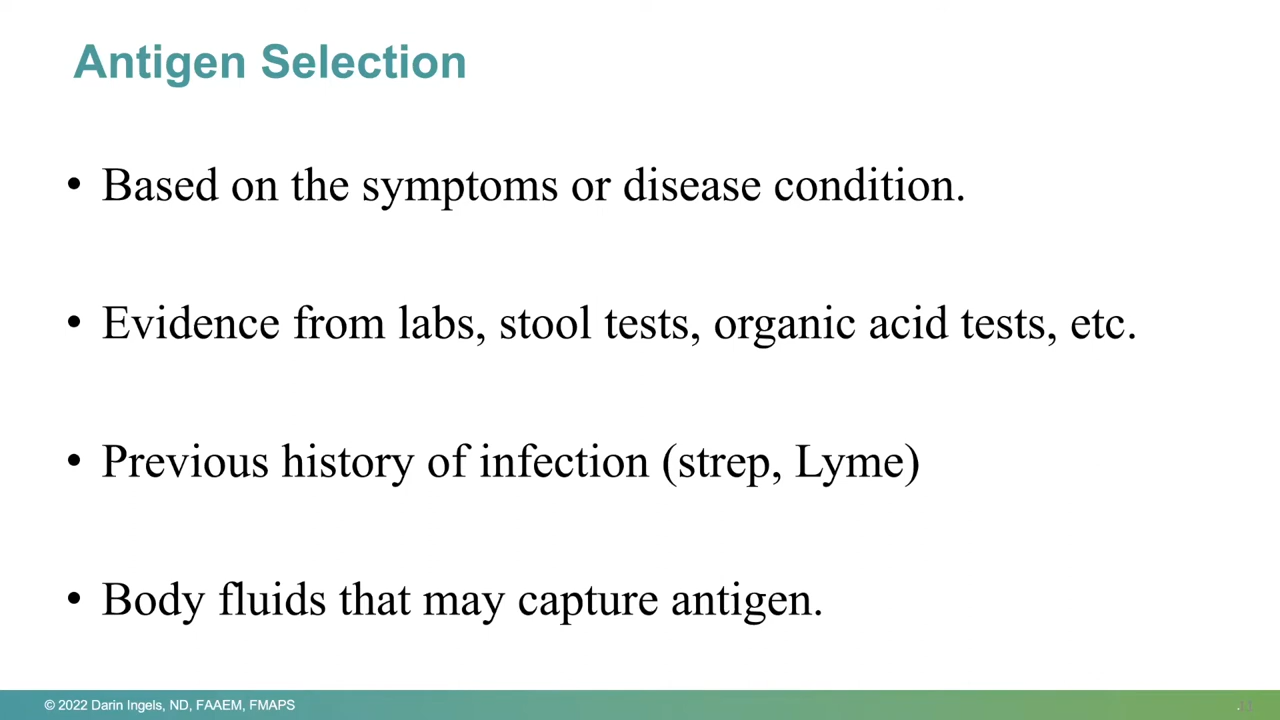 Antigen Selection
• Based on the symptoms or disease condition.
• Evidence from labs, stool tests, organic acid tests, etc.
• Previous history of infection (strep, Lyme)
• Body fluids that may capture antigen.
© 2022 Darin Ingels, ND, FAAEM, FMAPS